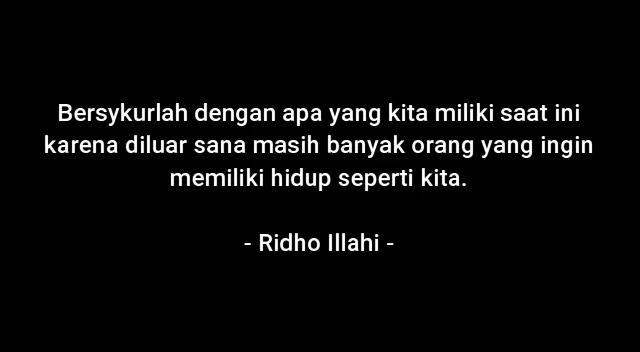 Bersykurlah dengan apa yang kita miliki saat ini
karena diluar sana masih banyak orang yang ingin
memiliki hidup seperti kita.
- Ridho Illahi -